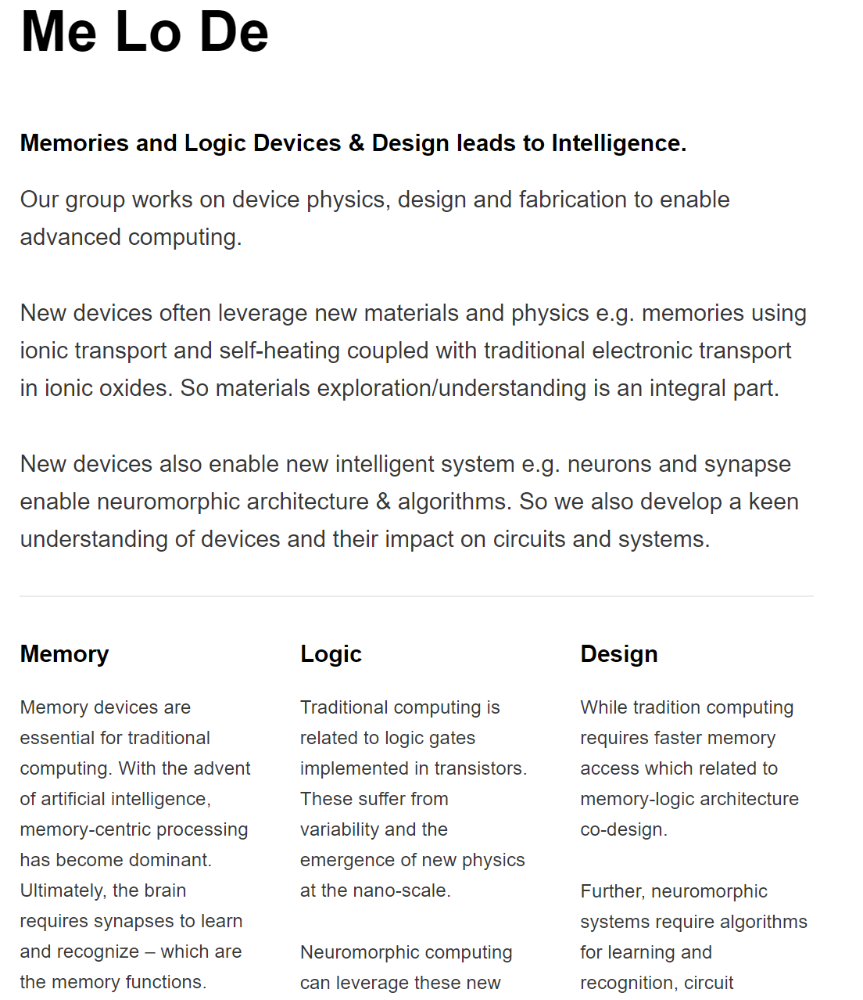 Me Lo De
Memories and Logic Devices & Design leads to Intelligence.
Our group works on device physics, design and fabrication to enable
advanced computing.
New devices often leverage new materials and physics e.g. memories using
ionic transport and self-heating coupled with traditional electronic transport
in ionic oxides. So materials exploration/understanding is an integral part.
New devices also enable new intelligent system e.g. neurons and synapse
enable neuromorphic architecture & algorithms. So we also develop a keen
understanding of devices and their impact on circuits and systems.
Memory
Memory devices are
essential for traditional
computing. With the advent
of artificial intelligence,
memory-centric processing
has become dominant.
Ultimately, the brain
requires synapses to learn
and recognize – which are
the memory functions.
Logic
Traditional computing is
related to logic gates
implemented in transistors.
These suffer from
variability and the
emergence of new physics
at the nano-scale.
Neuromorphic computing
can leverage these new
Design
While tradition computing
requires faster memory
access which related to
memory-logic architecture
co-design.
Further, neuromorphic
systems require algorithms
for learning and
recognition, circuit